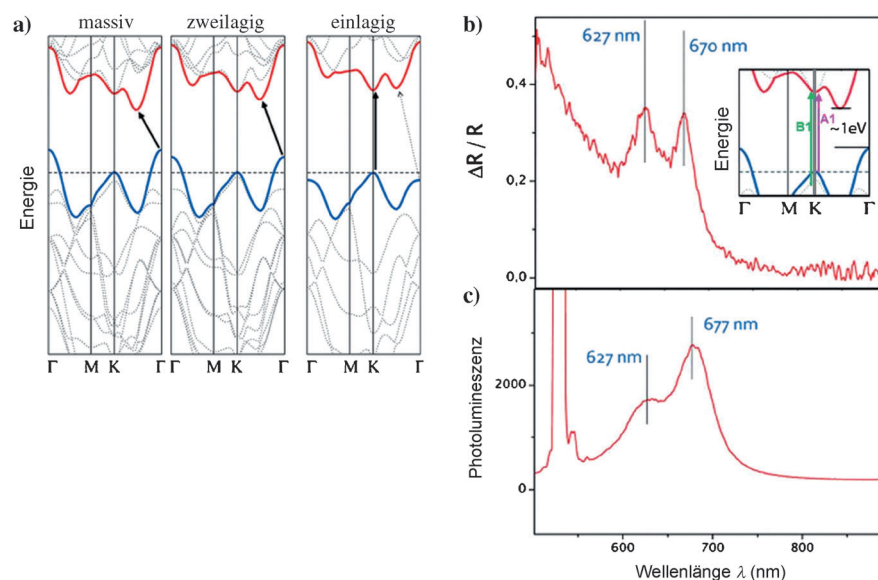 a)
massiv
zweilagig
einlagig
Energie
Γ
M
K
Γ
Γ
M
K
Γ
Γ
M
K
Γ
b)
627 nm
670 nm
0,4
0,2
0,0
ΔR / R
Energie
B1
A1
~1eV
Γ
M
K
Γ
c)
627 nm
677 nm
2000
0
Photolumineszenz
600
700
800
Wellenlänge λ (nm)